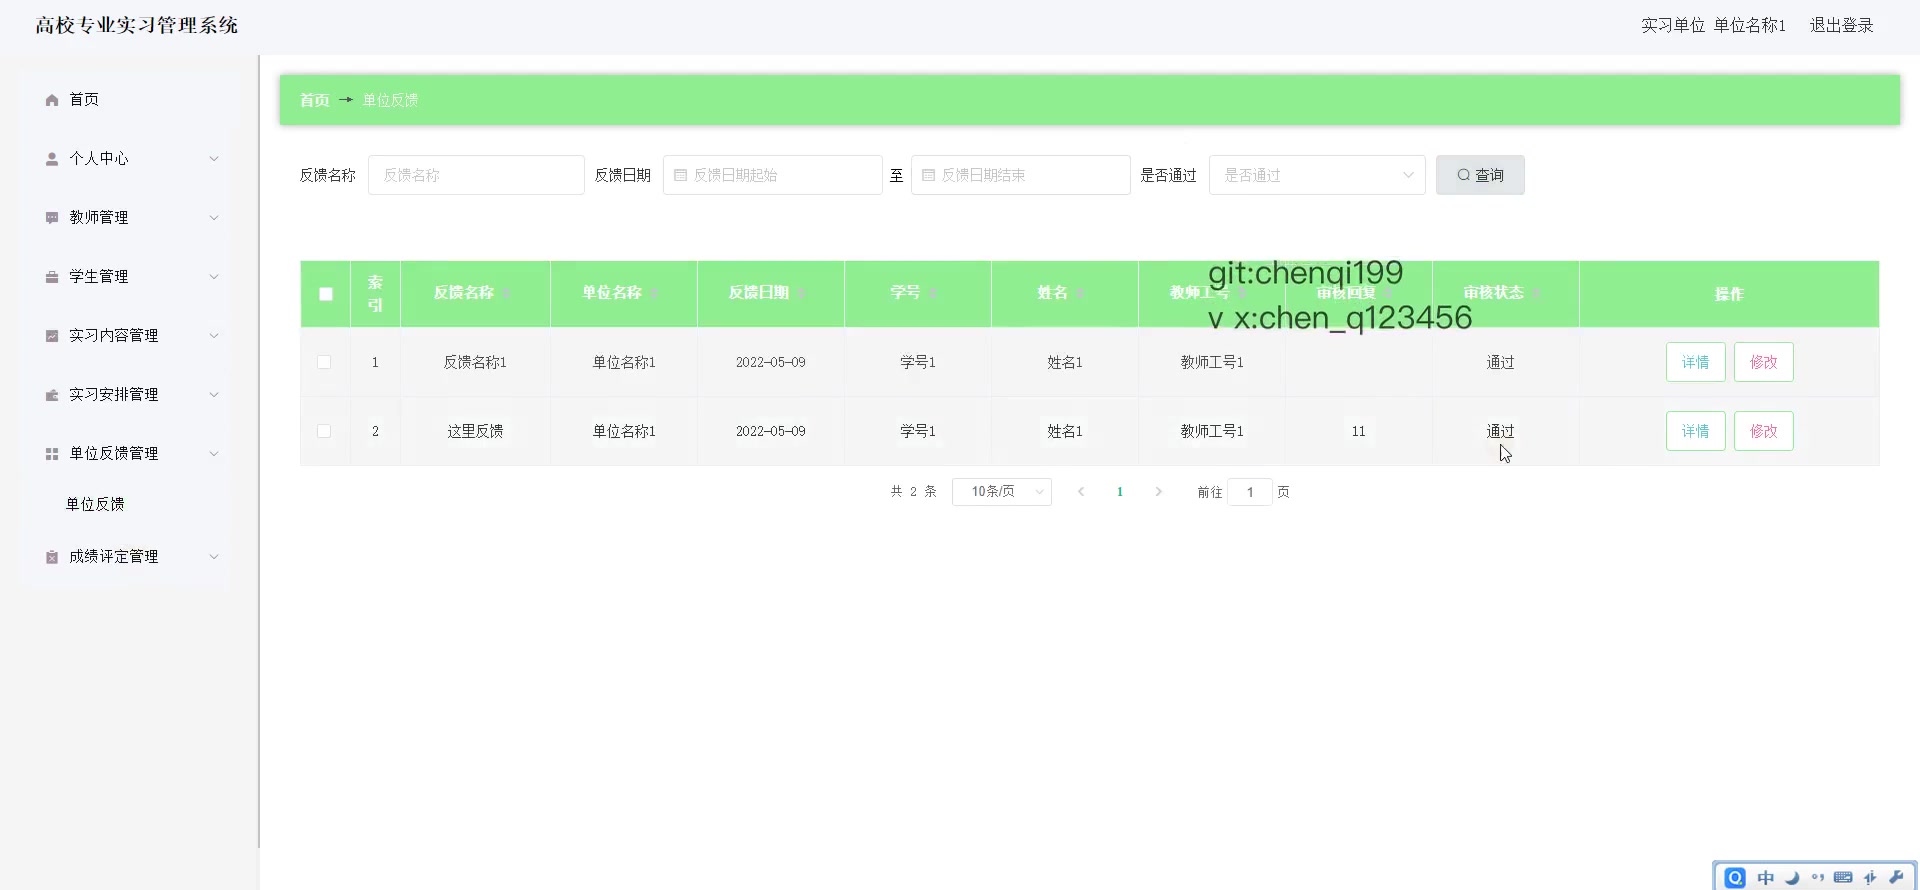 高校专业实习管理系统
实习单位 单位名称1 退出登录
首页
个人中心
教师管理
学生管理
实习内容管理
实习安排管理
单位反馈管理
单位反馈
成绩评定管理
首页 → 单位反馈
反馈名称 反馈名称 反馈日期 反馈日期起始 至 反馈日期结束 是否通过 是否通过 查询
索引 反馈名称 单位名称 反馈日期 学号 姓名 教师工号 审核回复 审核状态 操作
git:chenqi199
v x:chen_q123456
1 反馈名称1 单位名称1 2022-05-09 学号1 姓名1 教师工号1 通过 详情 修改
2 这里反馈 单位名称1 2022-05-09 学号1 姓名1 教师工号1 11 通过 详情 修改
共 2 条 10条/页 1 前往 1 页
中